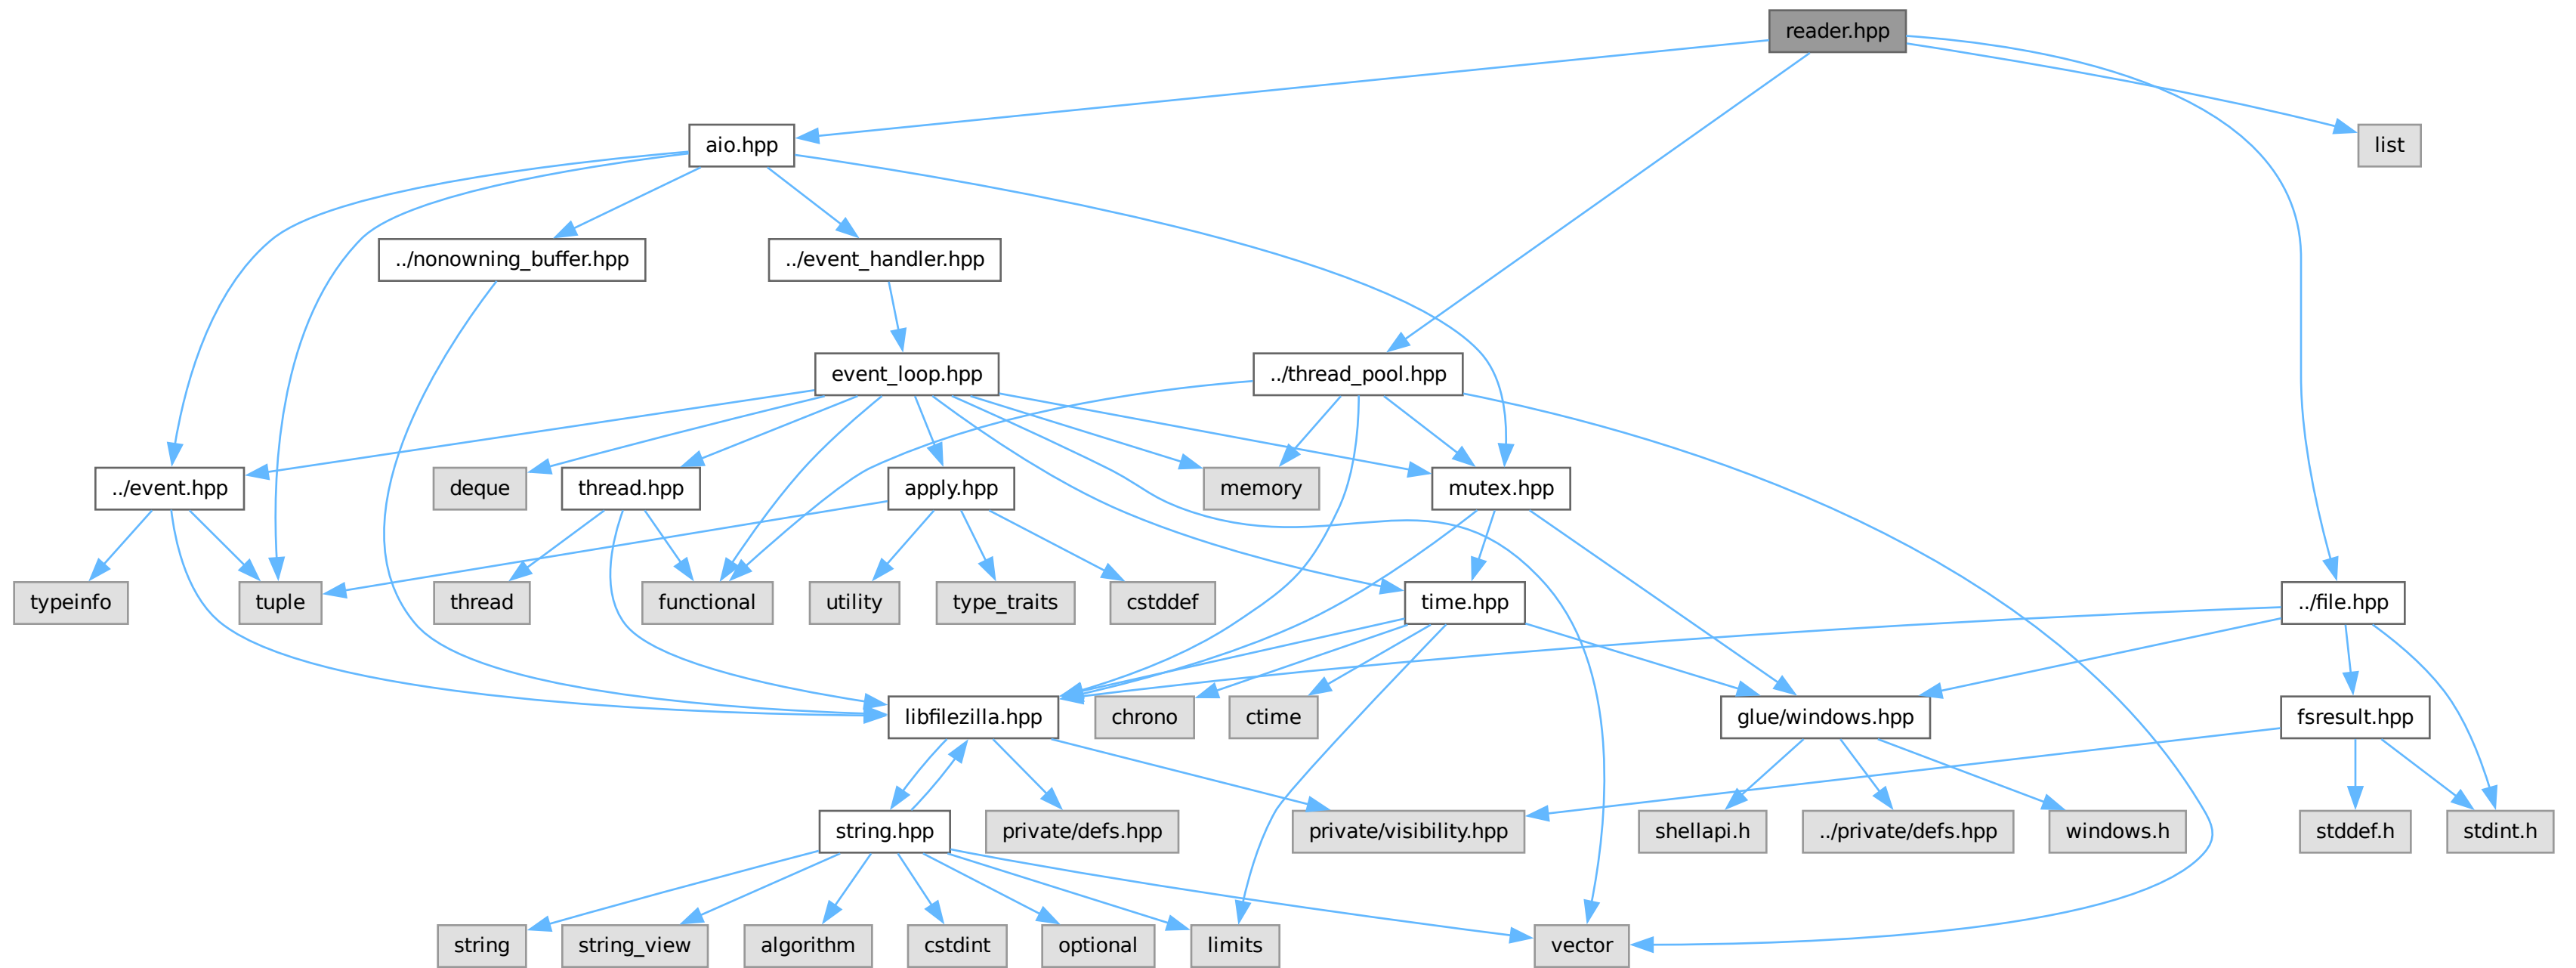 reader.hpp
aio.hpp
list
../nonowning_buffer.hpp
../event_handler.hpp
event_loop.hpp
../thread_pool.hpp
../event.hpp
deque
thread.hpp
apply.hpp
memory
mutex.hpp
typeinfo
tuple
thread
functional
utility
type_traits
cstddef
time.hpp
../file.hpp
libfilezilla.hpp
chrono
ctime
glue/windows.hpp
fsresult.hpp
string.hpp
private/defs.hpp
private/visibility.hpp
shellapi.h
../private/defs.hpp
windows.h
stddef.h
stdint.h
string
string_view
algorithm
cstdint
optional
limits
vector